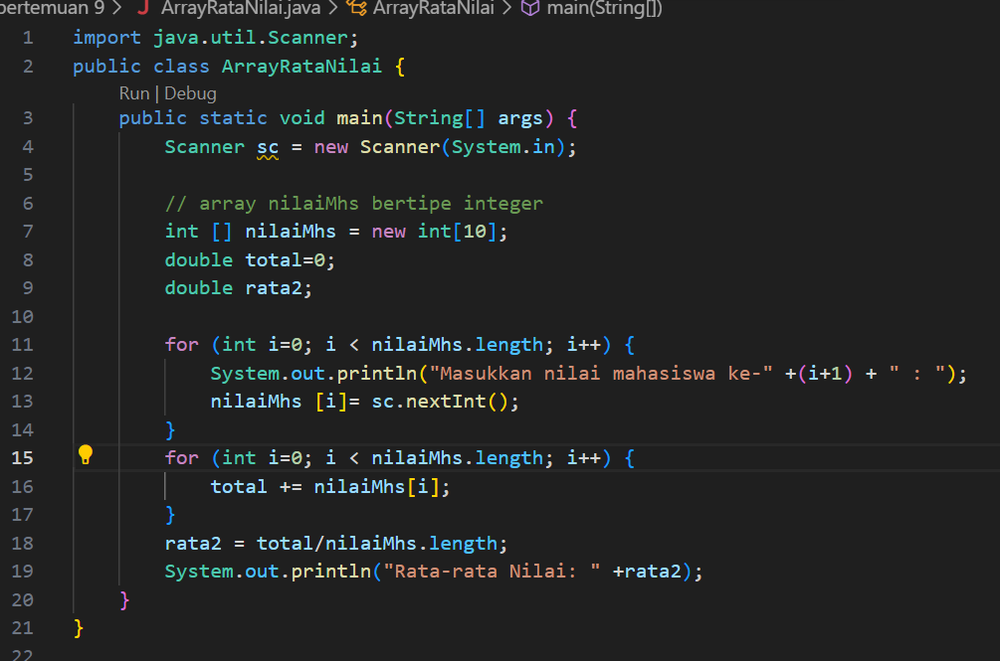 pertemuan 9 > J ArrayRataNilai.java > ArrayRataNilai > main(String[])
1 import java.util.Scanner;
2 public class ArrayRataNilai {
Run | Debug
3 public static void main(String[] args) {
4 Scanner sc = new Scanner(System.in);
5
6 // array nilaiMhs bertipe integer
7 int [] nilaiMhs = new int[10];
8 double total=0;
9 double rata2;
10
11 for (int i=0; i < nilaiMhs.length; i++) {
12 System.out.println("Masukkan nilai mahasiswa ke-" +(i+1) + " : ");
13 nilaiMhs [i]= sc.nextInt();
14 }
15 for (int i=0; i < nilaiMhs.length; i++) {
16 total += nilaiMhs[i];
17 }
18 rata2 = total/nilaiMhs.length;
19 System.out.println("Rata-rata Nilai: " +rata2);
20 }
21 }
22